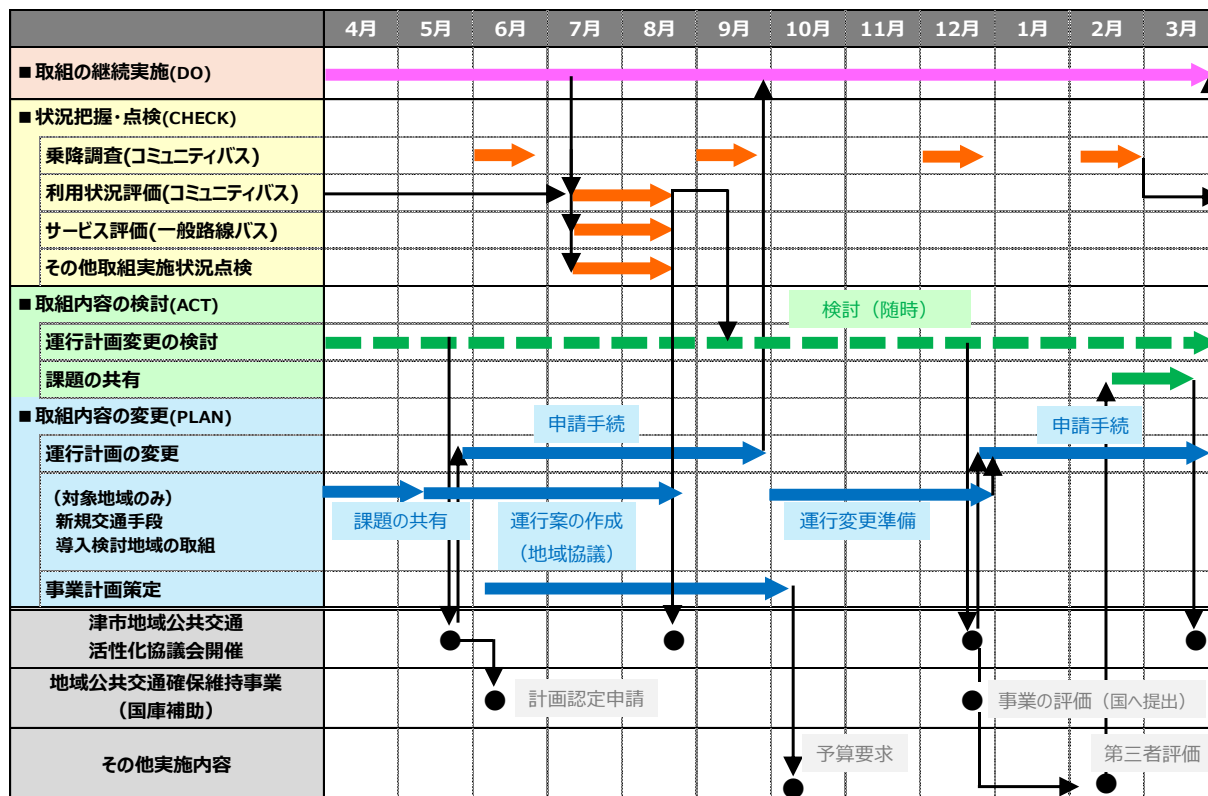 4月 5月 6月 7月 8月 9月 10月 11月 12月 1月 2月 3月
■取組の継続実施(DO)
■状況把握・点検(CHECK)
乗降調査(コミュニティバス)
利用状況評価(コミュニティバス)
サービス評価(一般路線バス)
その他取組実施状況点検
■取組内容の検討(ACT)
検討（随時）
運行計画変更の検討
課題の共有
■取組内容の変更(PLAN)
申請手続
申請手続
運行計画の変更
（対象地域のみ）
新規交通手段
導入検討地域の取組
課題の共有
運行案の作成
（地域協議）
運行変更準備
事業計画策定
津市地域公共交通
活性化協議会開催
地域公共交通確保維持事業
（国庫補助）
計画認定申請
事業の評価（国へ提出）
その他実施内容
予算要求
第三者評価